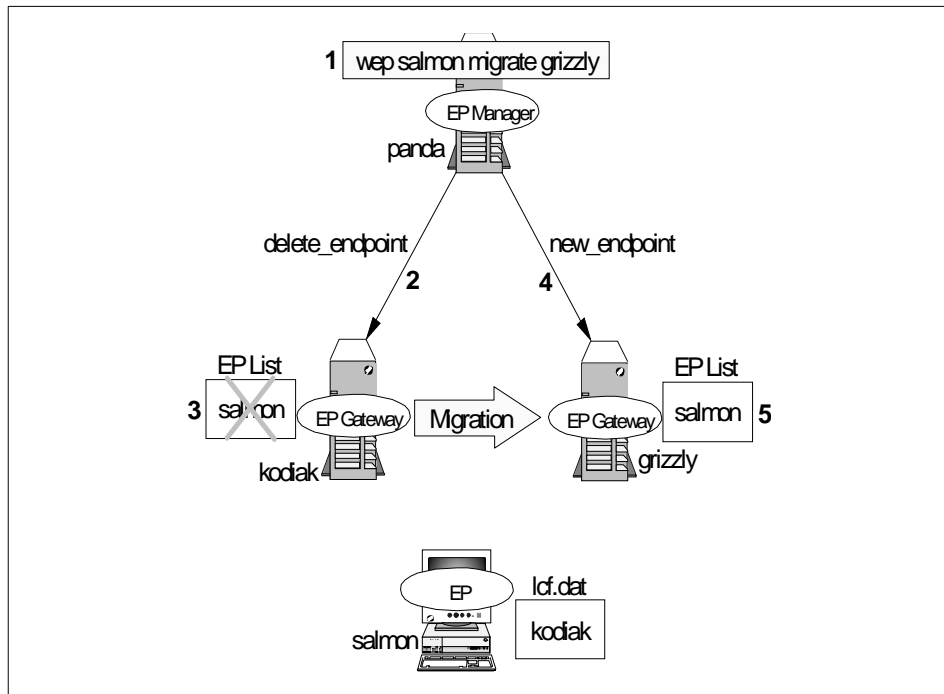 1 wep salmon migrate grizzly
EP Manager
panda
delete_endpoint
new_endpoint
2
4
EP List
EP List
3 salmon
EP Gateway
Migration
EP Gateway
salmon 5
kodiak
grizzly
EP
lcf.dat
salmon
kodiak